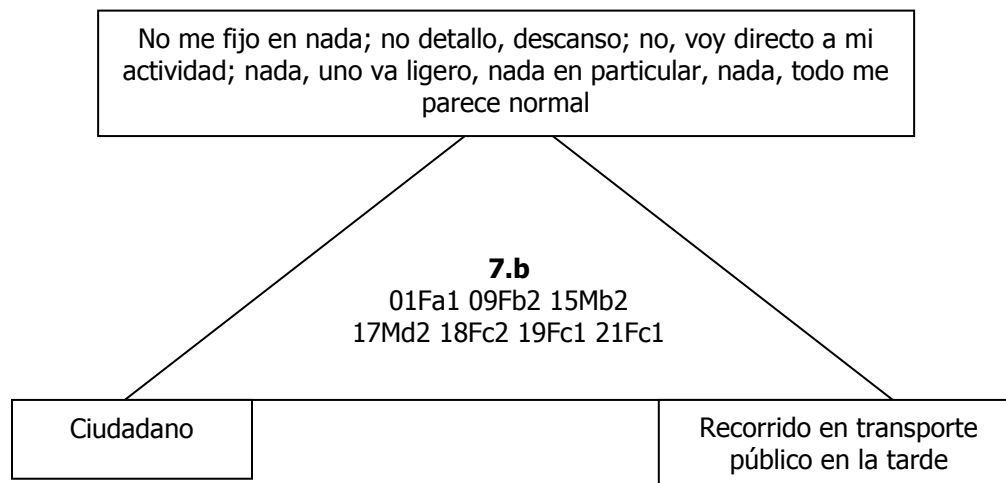 No me fijo en nada; no detallo, descanso; no, voy directo a mi
actividad; nada, uno va ligero, nada en particular, nada, todo me
parece normal
7.b
01Fa1 09Fb2 15Mb2
17Md2 18Fc2 19Fc1 21Fc1
Ciudadano
Recorrido en transporte
público en la tarde